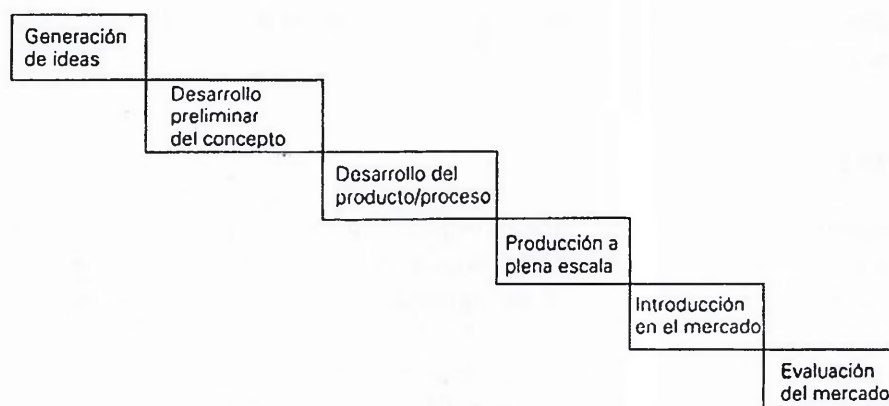 Generación
de ideas
Desarrollo
preliminar
del concepto
Desarrollo del
producto/proceso
Producción a
plena escala
Introducción
en el mercado
Evaluación
del mercado